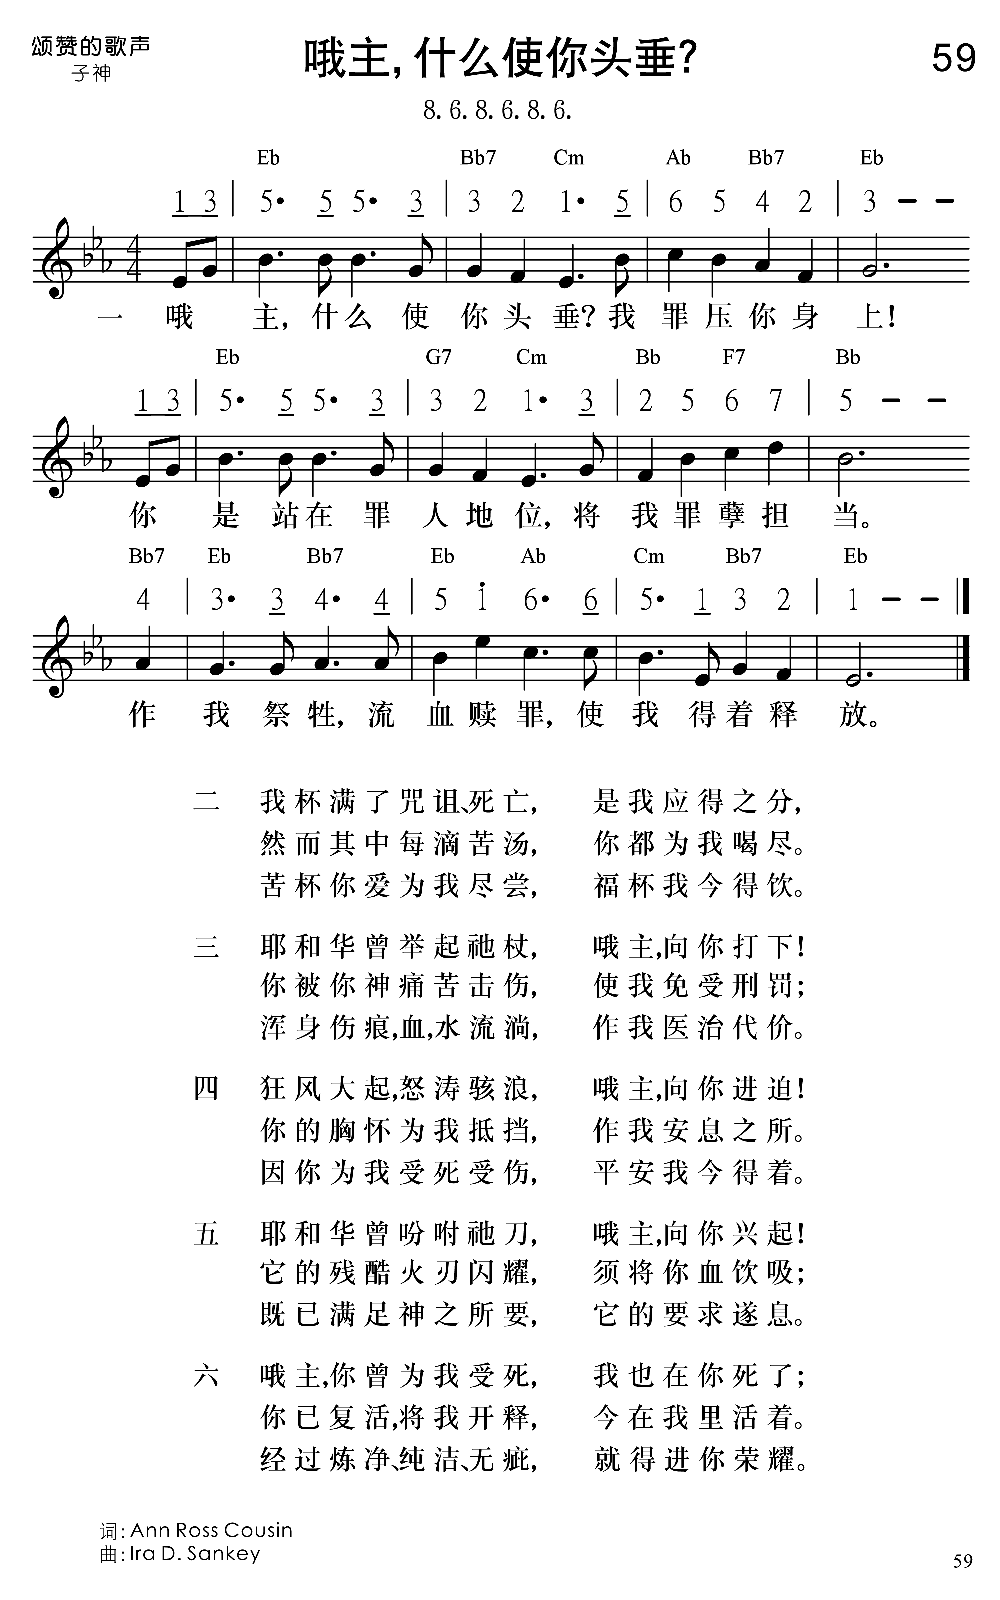 颂赞的歌声
子神
哦主,什么使你头垂?
59
8.6.8.6.8.6.
Eb Bb7 Cm Ab Bb7 Eb
1 3 | 5· 5 5· 3 | 3 2 1· 5 | 6 5 4 2 | 3 – –
4
4
一 哦 主,什么 使 你头 垂?我 罪压你身 上!
Eb G7 Cm Bb F7 Bb
1 3 | 5· 5 5· 3 | 3 2 1· 3 | 2 5 6 7 | 5 – –
你 是 站在 罪 人地 位,将 我罪孽担 当。
Bb7 Eb Bb7 Eb Ab Cm Bb7 Eb
4 | 3· 3 4· 4 | 5 i 6· 6 | 5· 1 3 2 | 1 – –
作 我 祭 牲,流 血赎 罪,使 我 得着释 放。
二 我杯满了咒诅、死亡, 是我应得之分,
然而其中每滴苦汤, 你都为我喝尽。
苦杯你爱为我尽尝, 福杯我今得饮。
三 耶和华曾举起祂杖, 哦主,向你打下!
你被你神痛苦击伤, 使我免受刑罚;
浑身伤痕,血,水流淌, 作我医治代价。
四 狂风大起,怒涛骇浪, 哦主,向你进迫!
你的胸怀为我抵挡, 作我安息之所。
因你为我受死受伤, 平安我今得着。
五 耶和华曾吩咐祂刀, 哦主,向你兴起!
它的残酷火刃闪耀, 须将你血饮吸;
既已满足神之所要, 它的要求遂息。
六 哦主,你曾为我受死, 我也在你死了;
你已复活,将我开释, 今在我里活着。
经过炼净、纯洁、无疵, 就得进你荣耀。
词:Ann Ross Cousin
曲:Ira D. Sankey
59